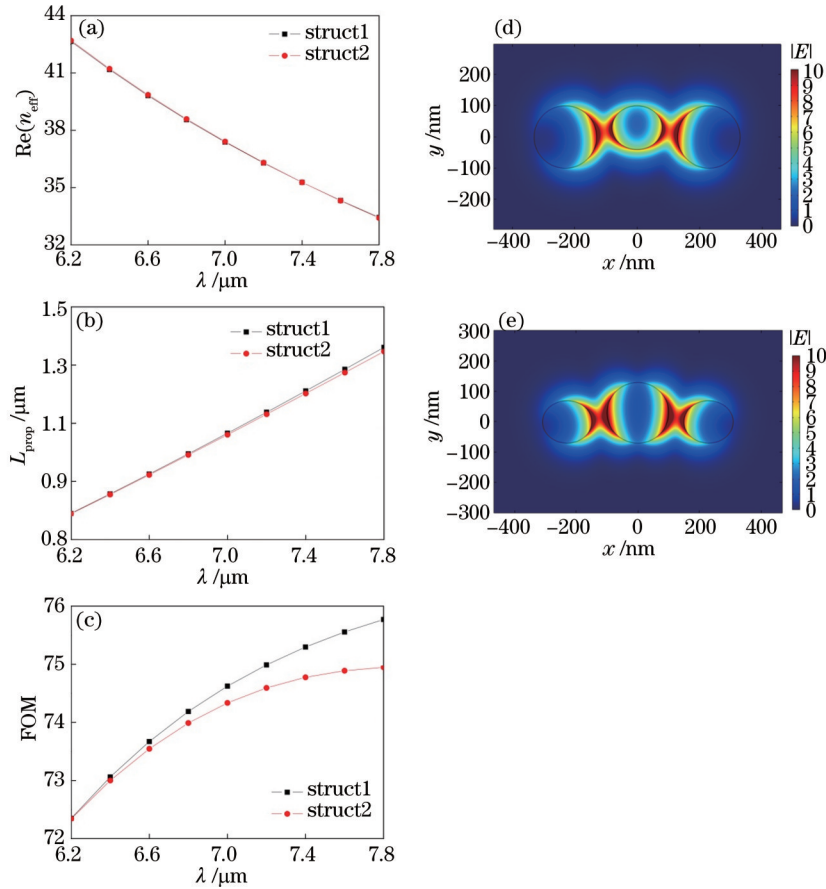 (a)
struct1
struct2
Re(n_eff)
44
41
38
35
32
6.2 6.6 7.0 7.4 7.8
λ /μm
(b)
struct1
struct2
L_prop /μm
1.5
1.3
1.1
0.9
0.8
6.2 6.6 7.0 7.4 7.8
λ /μm
(c)
struct1
struct2
FOM
76
75
74
73
72
6.2 6.6 7.0 7.4 7.8
λ /μm
(d)
|E|
10
9
8
7
6
5
4
3
2
1
0
y /nm
200
100
0
−100
−200
−400 −200 0 200 400
x /nm
(e)
|E|
10
9
8
7
6
5
4
3
2
1
0
y /nm
300
200
100
0
−100
−200
−300
−400 −200 0 200 400
x /nm